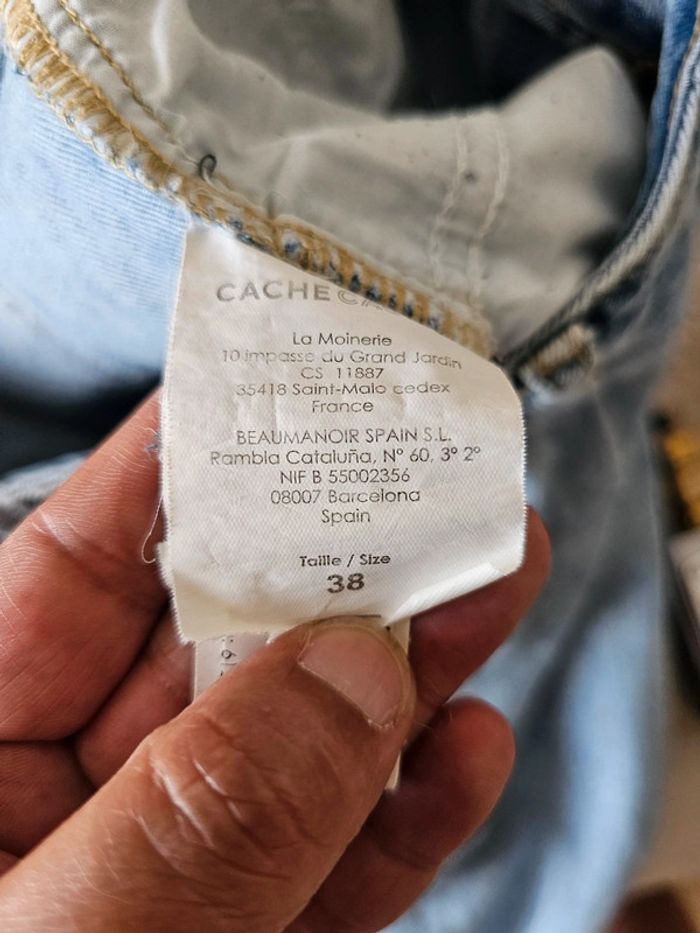 CACHE CA
La Moinerie
10 impasse du Grand Jardin
CS 11887
35418 Saint-Malo cedex
France
BEAUMANOIR SPAIN S.L.
Rambla Cataluña, Nº 60, 3º 2º
NIF B 55002356
08007 Barcelona
Spain
Taille / Size
38